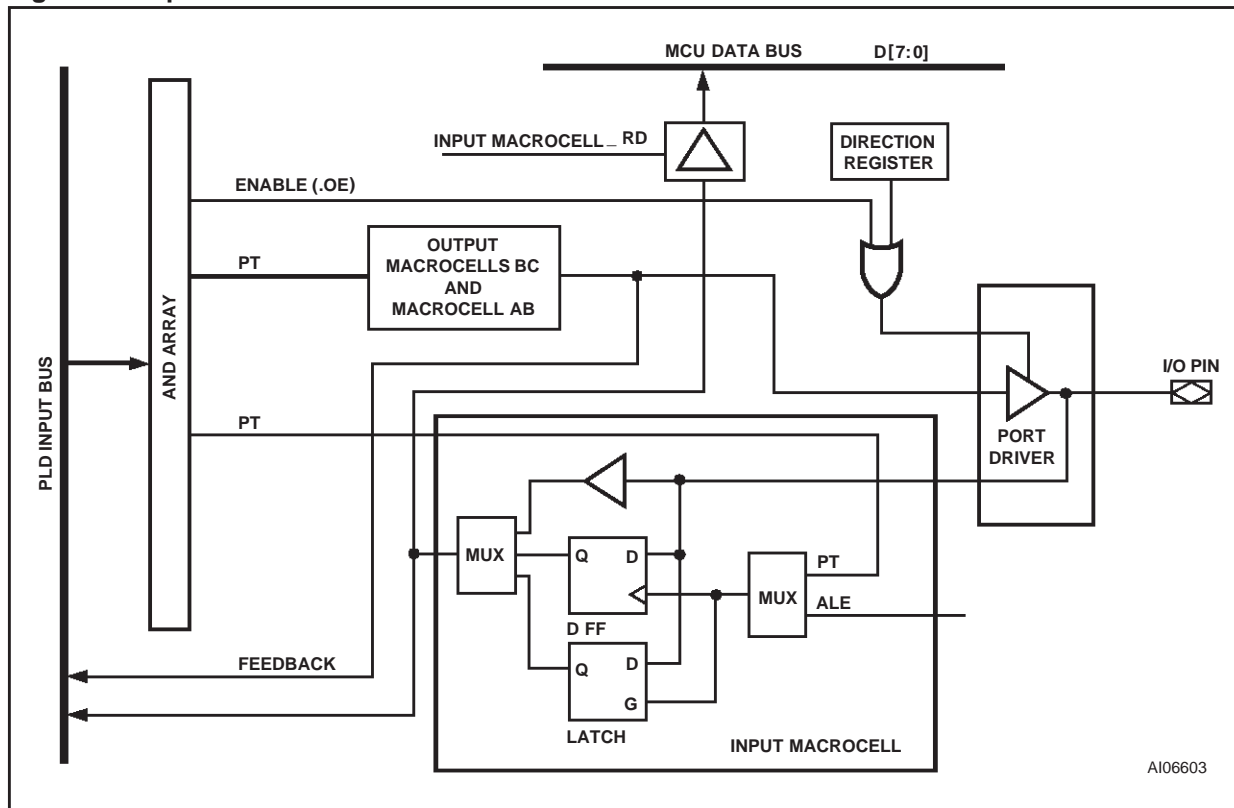 MCU DATA BUS D[7:0]
INPUT MACROCELL_ RD
DIRECTION
REGISTER
ENABLE (.OE)
PT
OUTPUT
MACROCELLS BC
AND
MACROCELL AB
AND ARRAY
PLD INPUT BUS
I/O PIN
PT
PORT
DRIVER
MUX
Q
D
D FF
MUX
PT
ALE
FEEDBACK
Q
D
G
LATCH
INPUT MACROCELL
AI06603